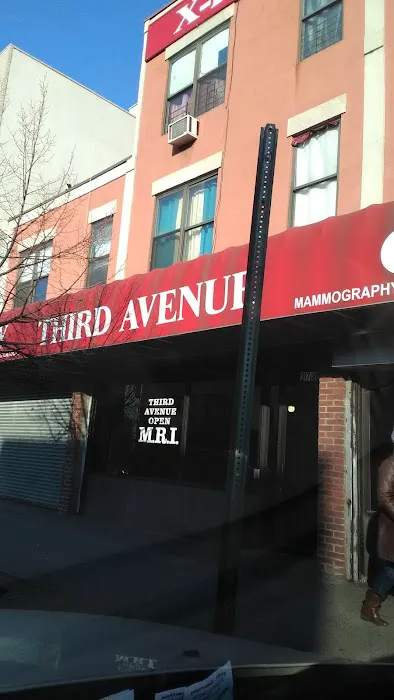 X-
THIRD AVENUE
MAMMOGRAPHY
THIRD
AVENUE
OPEN
M.R.I.